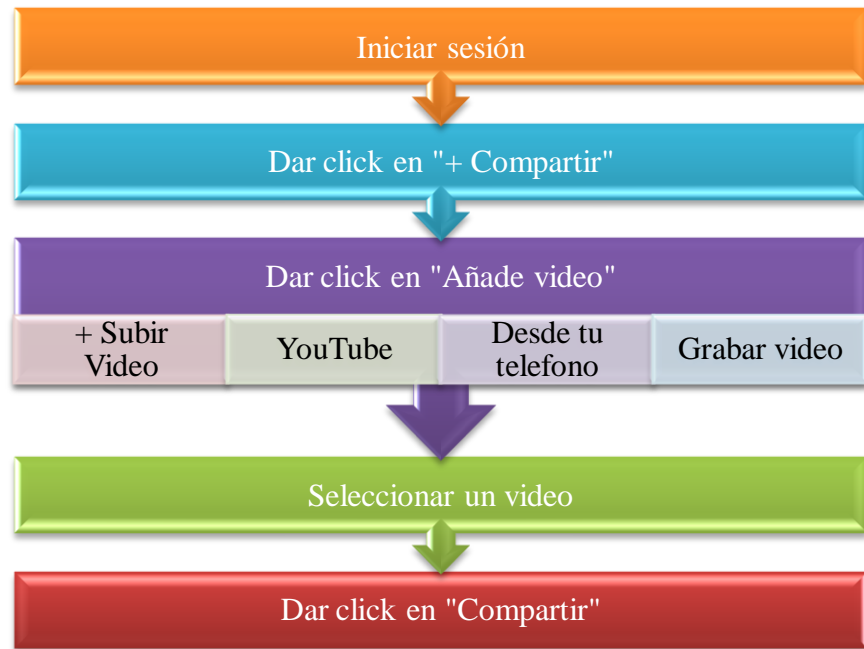 Iniciar sesión
Dar click en "+ Compartir"
Dar click en "Añade video"
+ Subir
Video
YouTube
Desde tu
telefono
Grabar video
Seleccionar un video
Dar click en "Compartir"